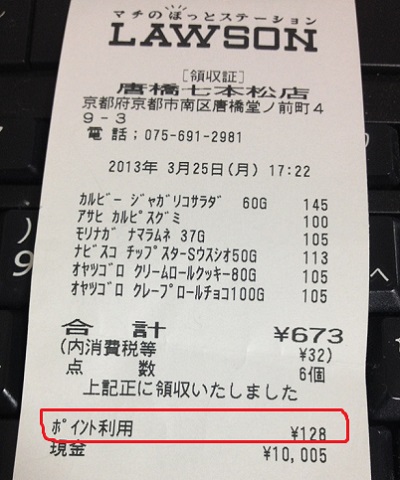 マチのほっとステーション
LAWSON
[領収証]
唐橋七本松店
京都府京都市南区唐橋堂ノ前町4
9-3
電話;075-691-2981
2013年 3月25日(月) 17:22
ｶﾙﾋﾞｰ ｼﾞｬｶﾞﾘｺｻﾗﾀﾞ 60G 145
ｱｻﾋ ｶﾙﾋﾟｽｸﾞﾐ 100
ﾓﾘﾅｶﾞ ﾅﾏﾗﾑﾈ 37G 105
ﾅﾋﾞｽｺ ﾁｯﾌﾟｽﾀｰSｳｽｼｵ50G 113
ｵﾔﾂｺﾞﾛ ｸﾘｰﾑﾛｰﾙｸｯｷｰ80G 105
ｵﾔﾂｺﾞﾛ ｸﾚｰﾌﾟﾛｰﾙﾁｮｺ100G 105
合計 ¥673
(内消費税等 ¥32)
点数 6個
上記正に領収いたしました
ﾎﾟｲﾝﾄ利用 ¥128
現金 ¥10,005